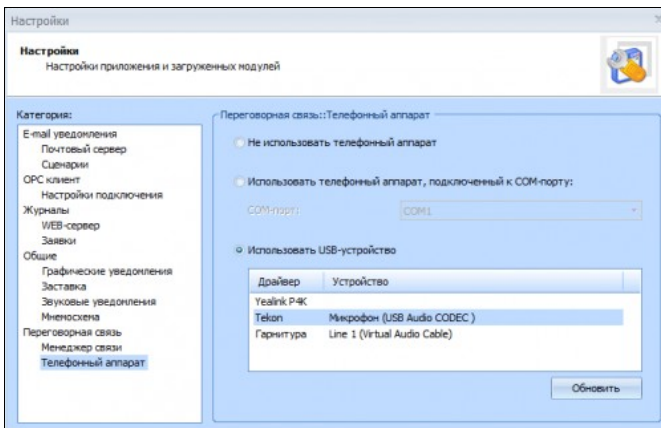 Настройки
Настройки
Настройки приложения и загруженных модулей
Категория:
E-mail уведомления
Почтовый сервер
Сценарии
OPC клиент
Настройки подключения
Журналы
WEB-сервер
Заявки
Общие
Графические уведомления
Заставка
Звуковые уведомления
Мнемосхема
Переговорная связь
Менеджер связи
Телефонный аппарат
Переговорная связь::Телефонный аппарат
Не использовать телефонный аппарат
Использовать телефонный аппарат, подключенный к COM-порту:
COM-порт: COM1
Использовать USB-устройство
Драйвер Устройство
Yealink P4K
Tekon Микрофон (USB Audio CODEC )
Гарнитура Line 1 (Virtual Audio Cable)
Обновить